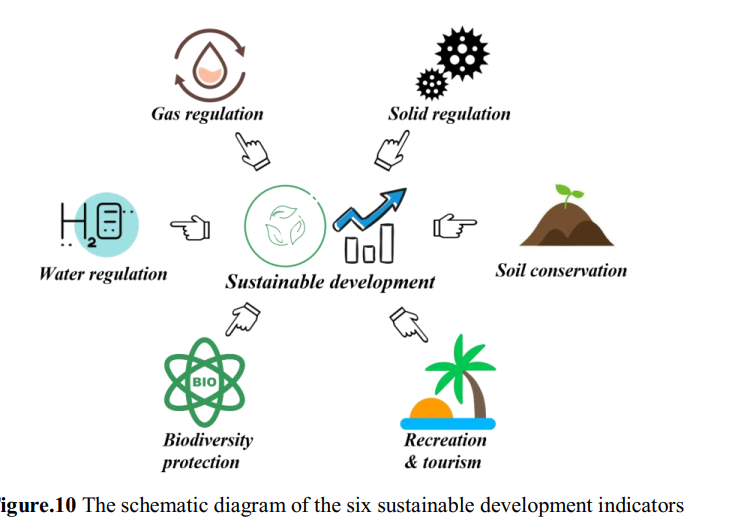 Gas regulation
Solid regulation
H2O
Water regulation
Sustainable development
Soil conservation
BIO
Biodiversity
protection
Recreation
& tourism
igure.10 The schematic diagram of the six sustainable development indicators